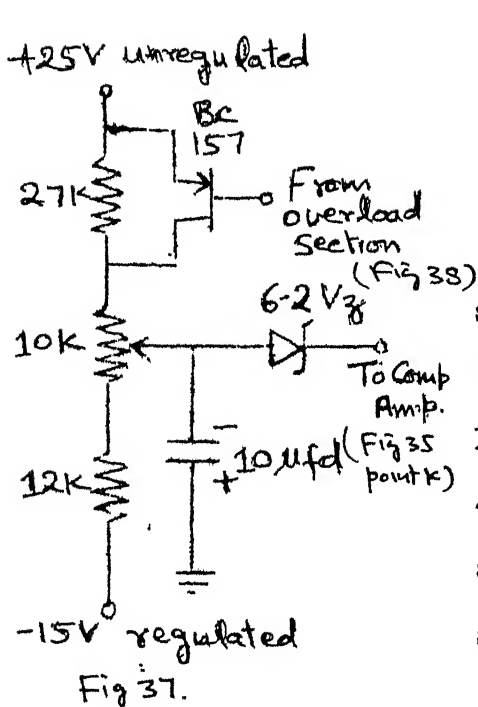 +25V unregulated
BC
157
27K
From
overload
section
(Fig 38)
6-2 Vz
10K
To Comp
Amp.
(Fig 35
point K)
-
10 μfd
+
12K
-15V regulated
Fig 37.